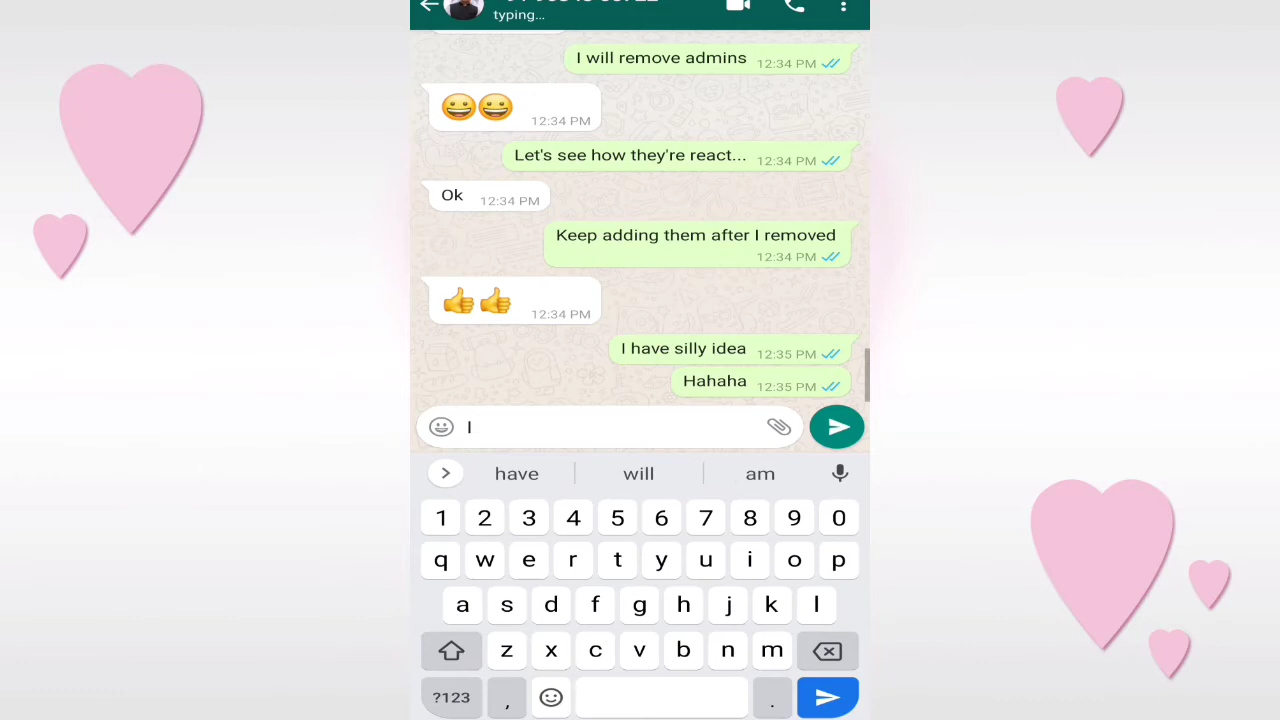 typing...
I will remove admins 12:34 PM
12:34 PM
Let's see how they're react... 12:34 PM
Ok 12:34 PM
Keep adding them after I removed
12:34 PM
12:34 PM
I have silly idea 12:35 PM
Hahaha 12:35 PM
I
have will am
1 2 3 4 5 6 7 8 9 0
q w e r t y u i o p
a s d f g h j k l
z x c v b n m
?123 , .